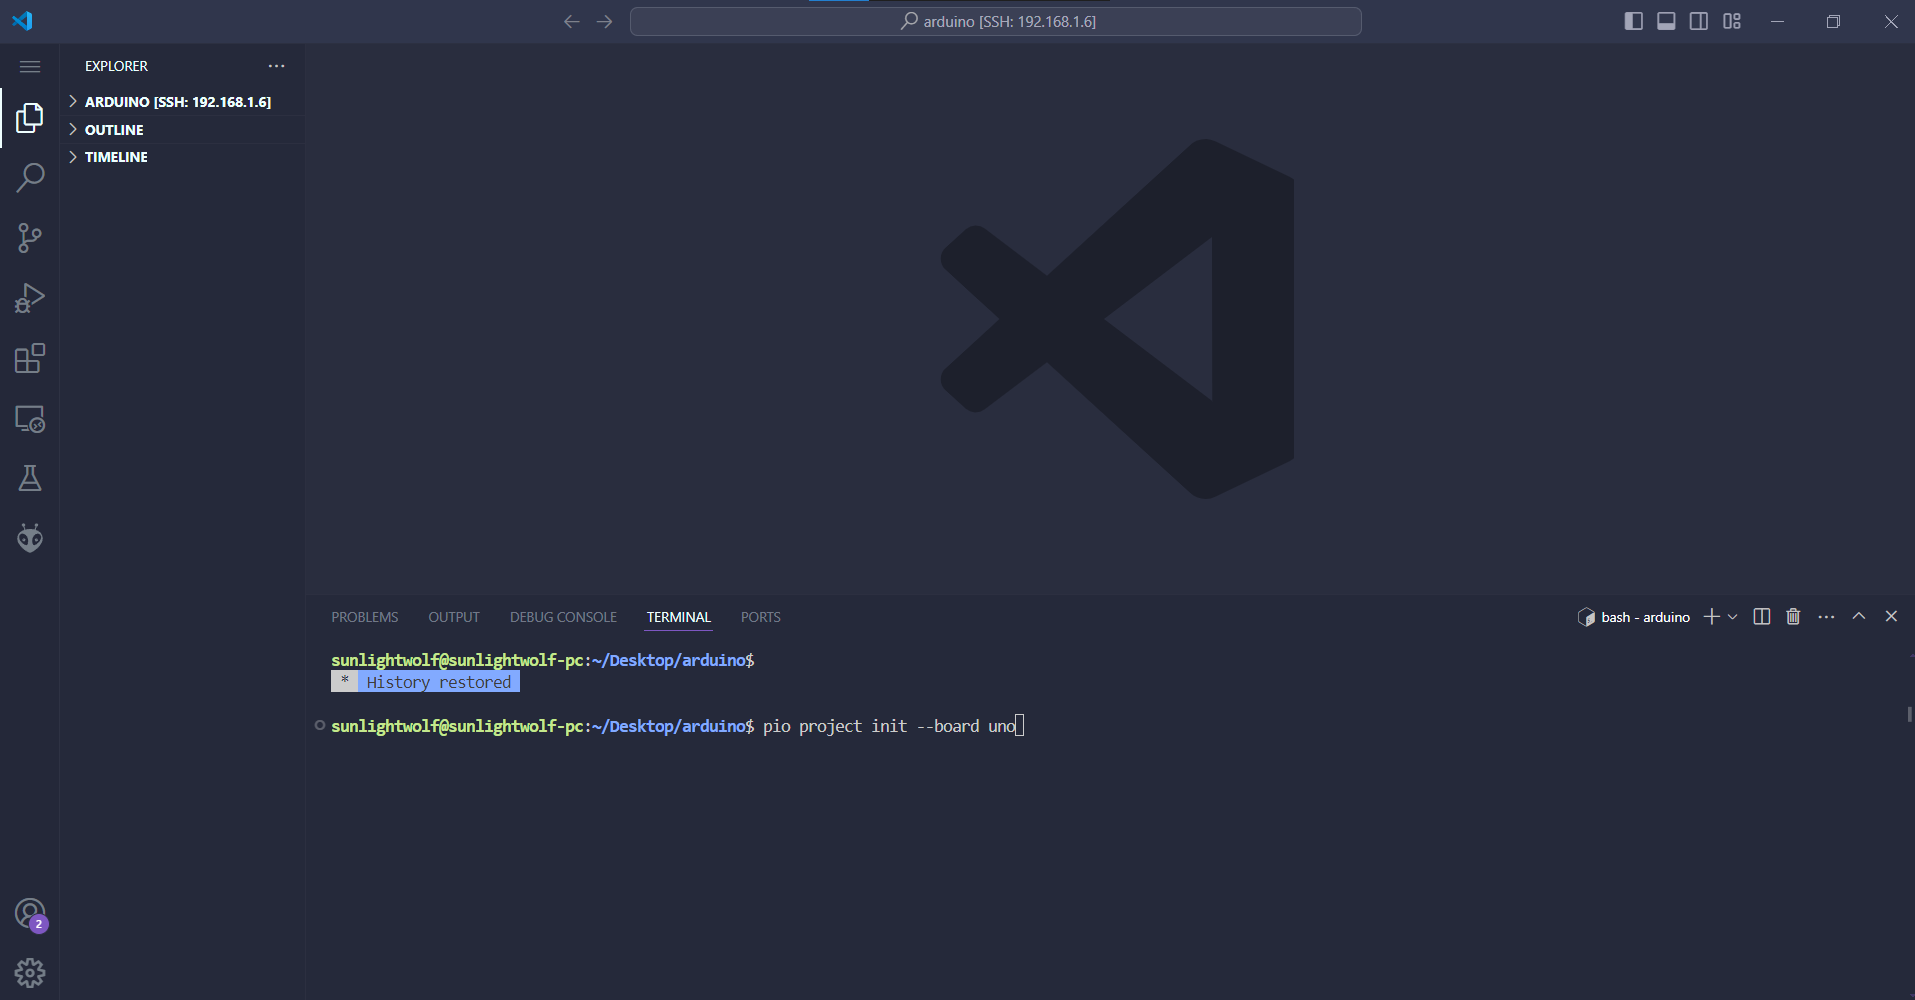 arduino [SSH: 192.168.1.6]
EXPLORER
ARDUINO [SSH: 192.168.1.6]
OUTLINE
TIMELINE
PROBLEMS OUTPUT DEBUG CONSOLE TERMINAL PORTS
bash - arduino
sunlightwolf@sunlightwolf-pc:~/Desktop/arduino$
* History restored
sunlightwolf@sunlightwolf-pc:~/Desktop/arduino$ pio project init --board uno
2